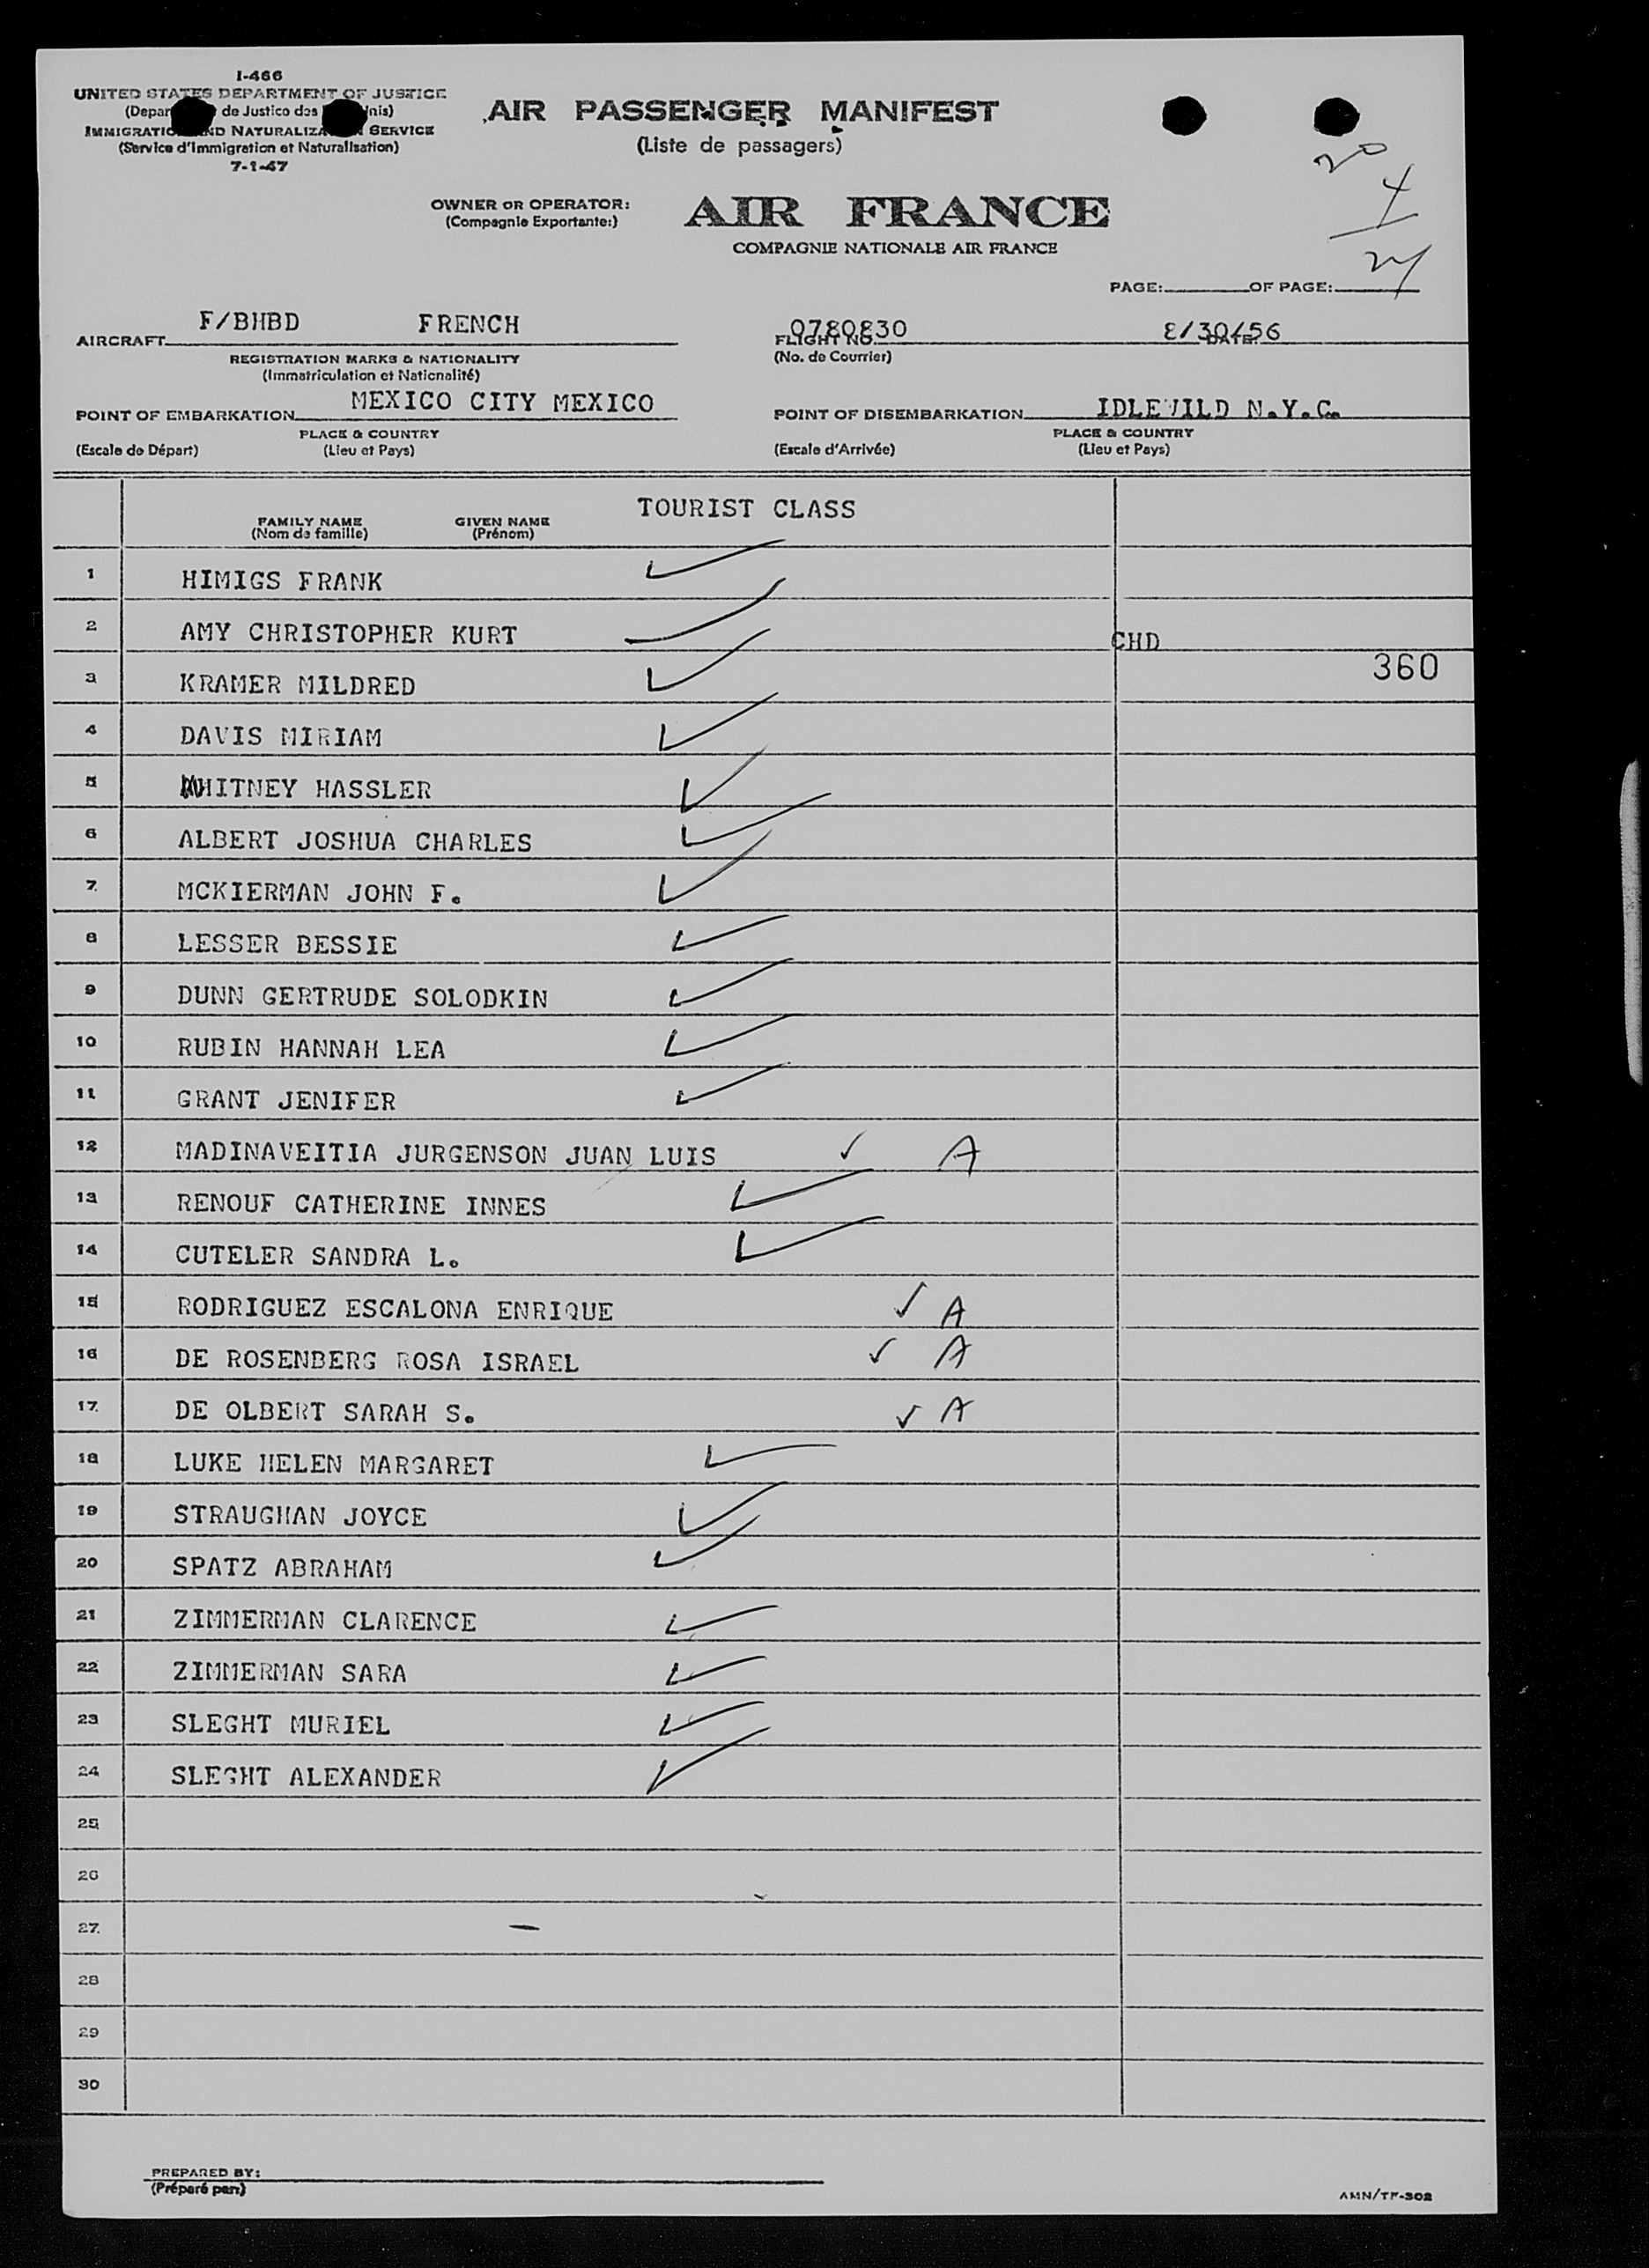 I-466
UNITED STATES DEPARTMENT OF JUSTICE
de Justice des
IMMIGRATION AND NATURALIZATION SERVICE
(Service d'Immigration et Naturalisation)
7-1-47
AIR PASSENGER MANIFEST
(Liste de passagers)
20
4
24
OWNER OR OPERATOR: AIR FRANCE
(Compagnie Exportante:)
COMPAGNIE NATIONALE AIR FRANCE
PAGE: OF PAGE:
AIRCRAFT F/BHBD FRENCH FLIGHT NO. 0780830 DATE: 8/30/56
REGISTRATION MARKS & NATIONALITY (No. de Courrier)
(Immatriculation et Nationalité)
POINT OF EMBARKATION MEXICO CITY MEXICO POINT OF DISEMBARKATION IDLEWILD N.Y.C.
PLACE & COUNTRY PLACE & COUNTRY
(Escale de Départ) (Lieu et Pays) (Escale d'Arrivée) (Lieu et Pays)
TOURIST CLASS
FAMILY NAME GIVEN NAME
(Nom de famille) (Prénom)
1 HIMIGS FRANK
2 AMY CHRISTOPHER KURT CHD
360
3 KRAMER MILDRED
4 DAVIS MIRIAM
5 WHITNEY HASSLER
6 ALBERT JOSHUA CHARLES
7 MCKIERMAN JOHN F.
8 LESSER BESSIE
9 DUNN GERTRUDE SOLODKIN
10 RUBIN HANNAH LEA
11 GRANT JENIFER
12 MADINAVEITIA JURGENSON JUAN LUIS ✓ A
13 RENOUF CATHERINE INNES
14 CUTELER SANDRA L.
15 RODRIGUEZ ESCALONA ENRIQUE ✓ A
16 DE ROSENBERG ROSA ISRAEL ✓ A
17 DE OLBERT SARAH S. ✓ A
18 LUKE HELEN MARGARET
19 STRAUGHAN JOYCE
20 SPATZ ABRAHAM
21 ZIMMERMAN CLARENCE
22 ZIMMERMAN SARA
23 SLEGHT MURIEL
24 SLEGHT ALEXANDER
25
26
27
28
29
30
PREPARED BY:
(Préparé par:)
AMN/TF-302